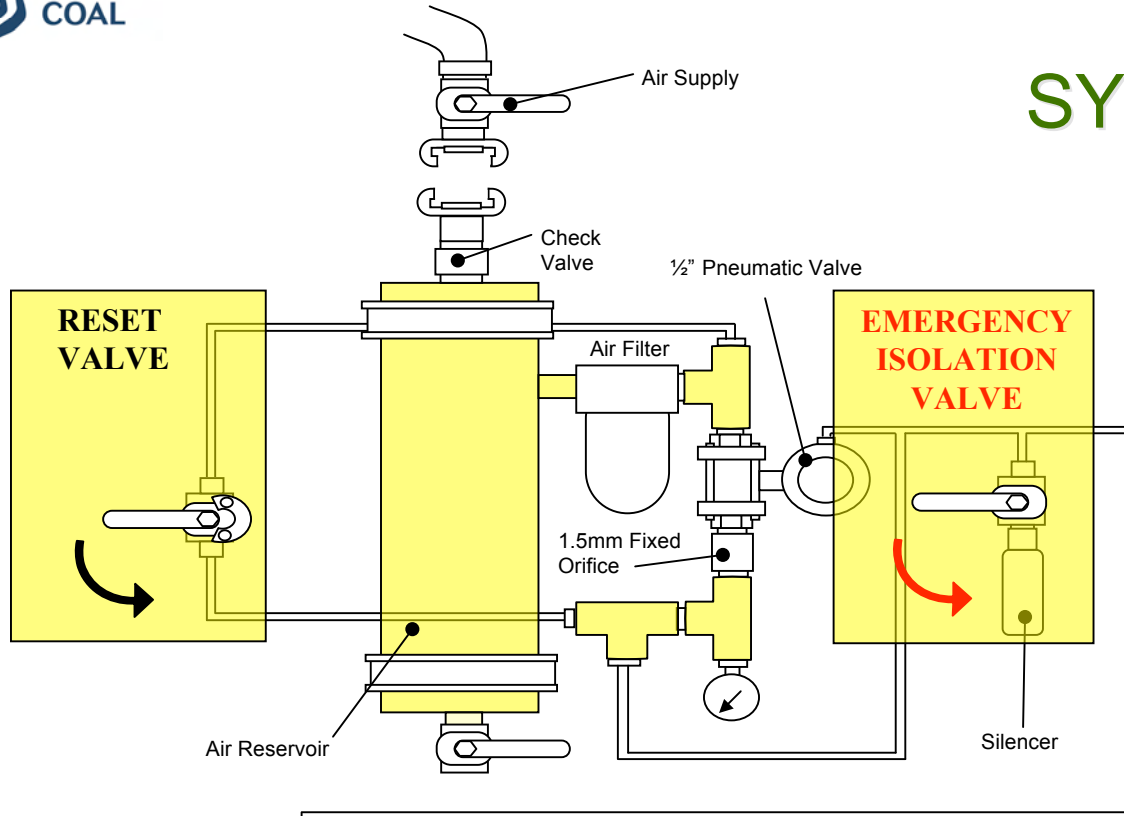 COAL
SY
Air Supply
Check
Valve
½” Pneumatic Valve
RESET
VALVE
EMERGENCY
ISOLATION
VALVE
Air Filter
1.5mm Fixed
Orifice
Air Reservoir
Silencer